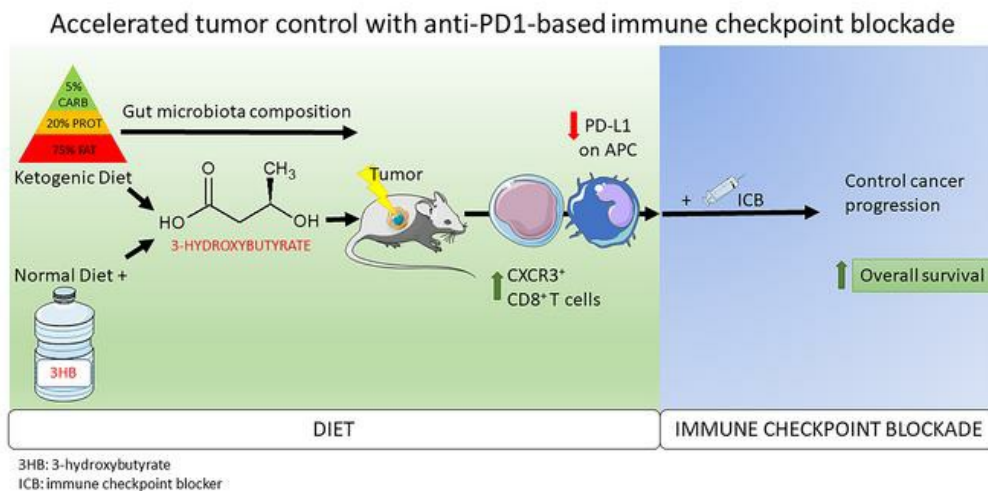 Accelerated tumor control with anti-PD1-based immune checkpoint blockade
5%
CARB
20% PROT
75% FAT
Ketogenic Diet
Gut microbiota composition
O
CH₃
HO
OH
3-HYDROXYBUTYRATE
Normal Diet +
3HB
Tumor
PD-L1
on APC
CXCR3⁺
CD8⁺ T cells
+ ICB
Control cancer
progression
Overall survival
DIET
IMMUNE CHECKPOINT BLOCKADE
3HB: 3-hydroxybutyrate
ICB: immune checkpoint blocker